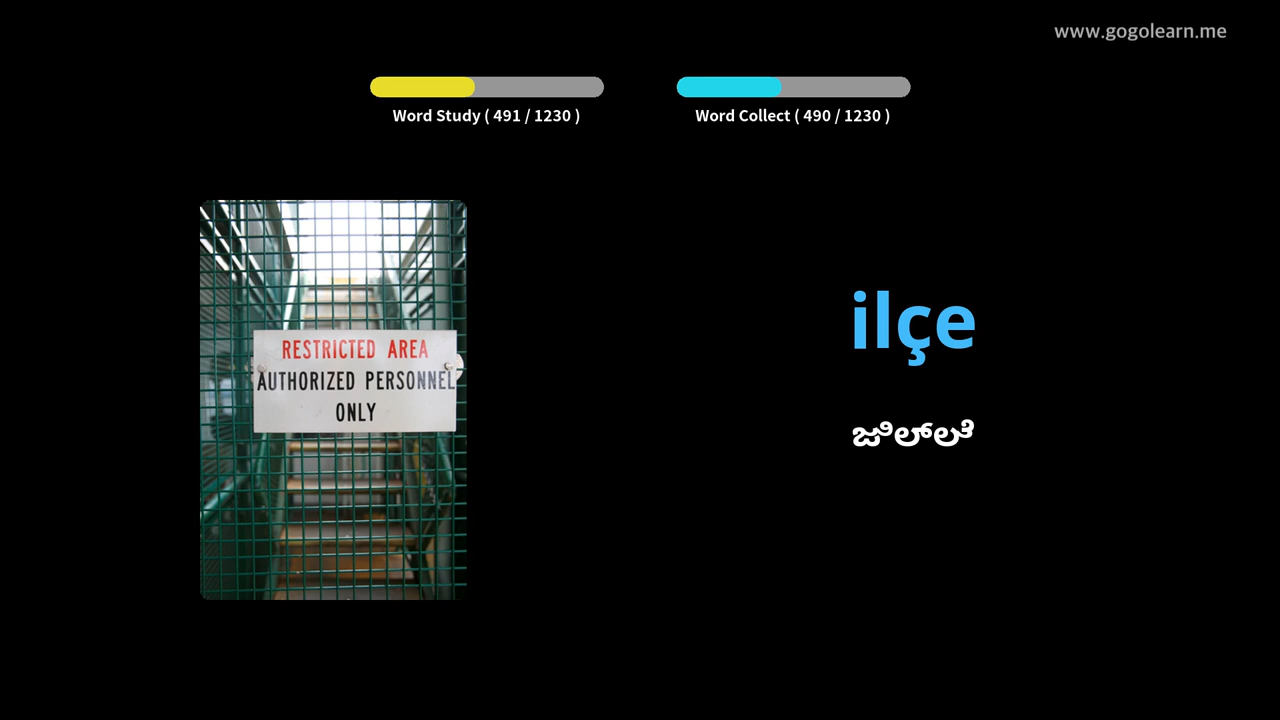 www.gogolearn.me
Word Study ( 491 / 1230 )
Word Collect ( 490 / 1230 )
RESTRICTED AREA
AUTHORIZED PERSONNEL
ONLY
ilçe
ಜಿಲ್ಲೆ